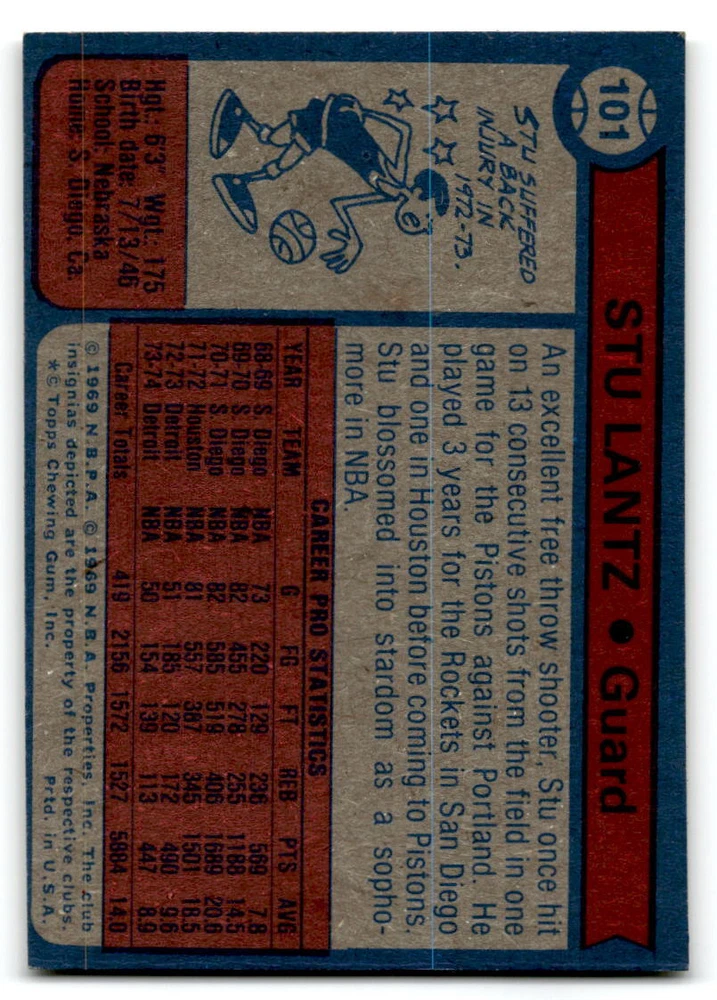 101
STU LANTZ • Guard
STU SUFFERED
A BACK
INJURY IN
1972-73.
Hgt: 6'3" Wgt: 175
Birth date: 7/13/46
School: Nebraska
Home: S. Diego, Ca.
An excellent free throw shooter, Stu once hit
on 13 consecutive shots from the field in one
game for the Pistons against Portland. He
played 3 years for the Rockets in San Diego
and one in Houston before coming to Pistons.
Stu blossomed into stardom as a sopho-
more in NBA.
CAREER PRO STATISTICS
YEAR TEAM G FG FT REB PTS AVG
68-69 S. Diego NBA 73 220 129 236 569 7.8
69-70 S. Diego NBA 82 455 278 255 1188 14.5
70-71 S. Diego NBA 82 585 519 406 1689 20.6
71-72 Houston NBA 81 557 387 345 1501 18.5
72-73 Detroit NBA 51 185 120 172 490 9.6
73-74 Detroit NBA 50 154 139 113 447 8.9
Career Totals 419 2156 1572 1527 5884 14.0
© 1969 N.B.P.A. © 1969 N.B.A. Properties, Inc. The club
insignias depicted are the property of the respective clubs.
*© Topps Chewing Gum, Inc. Prtd. in U.S.A.